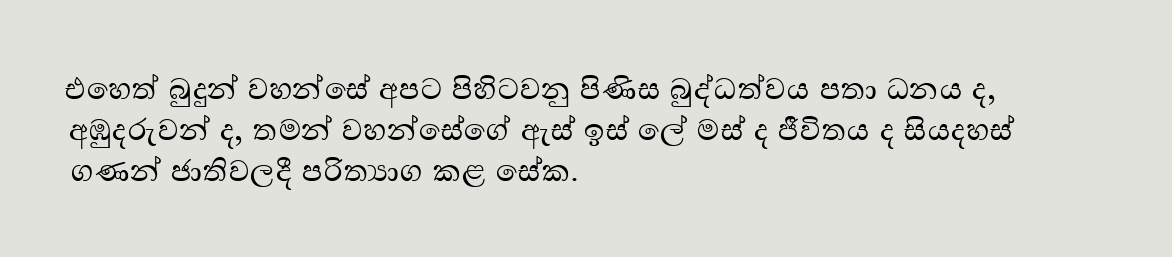 එහෙත් බුදුන් වහන්සේ අපට පිහිටවනු පිණිස බුද්ධත්වය පතා ධනය ද,
අඹුදරුවන් ද, තමන් වහන්සේගේ ඇස් ඉස් ලේ මස් ද ජීවිතය ද සියදහස්
ගණන් ජාතිවලදී පරිත්‍යාග කළ සේක.